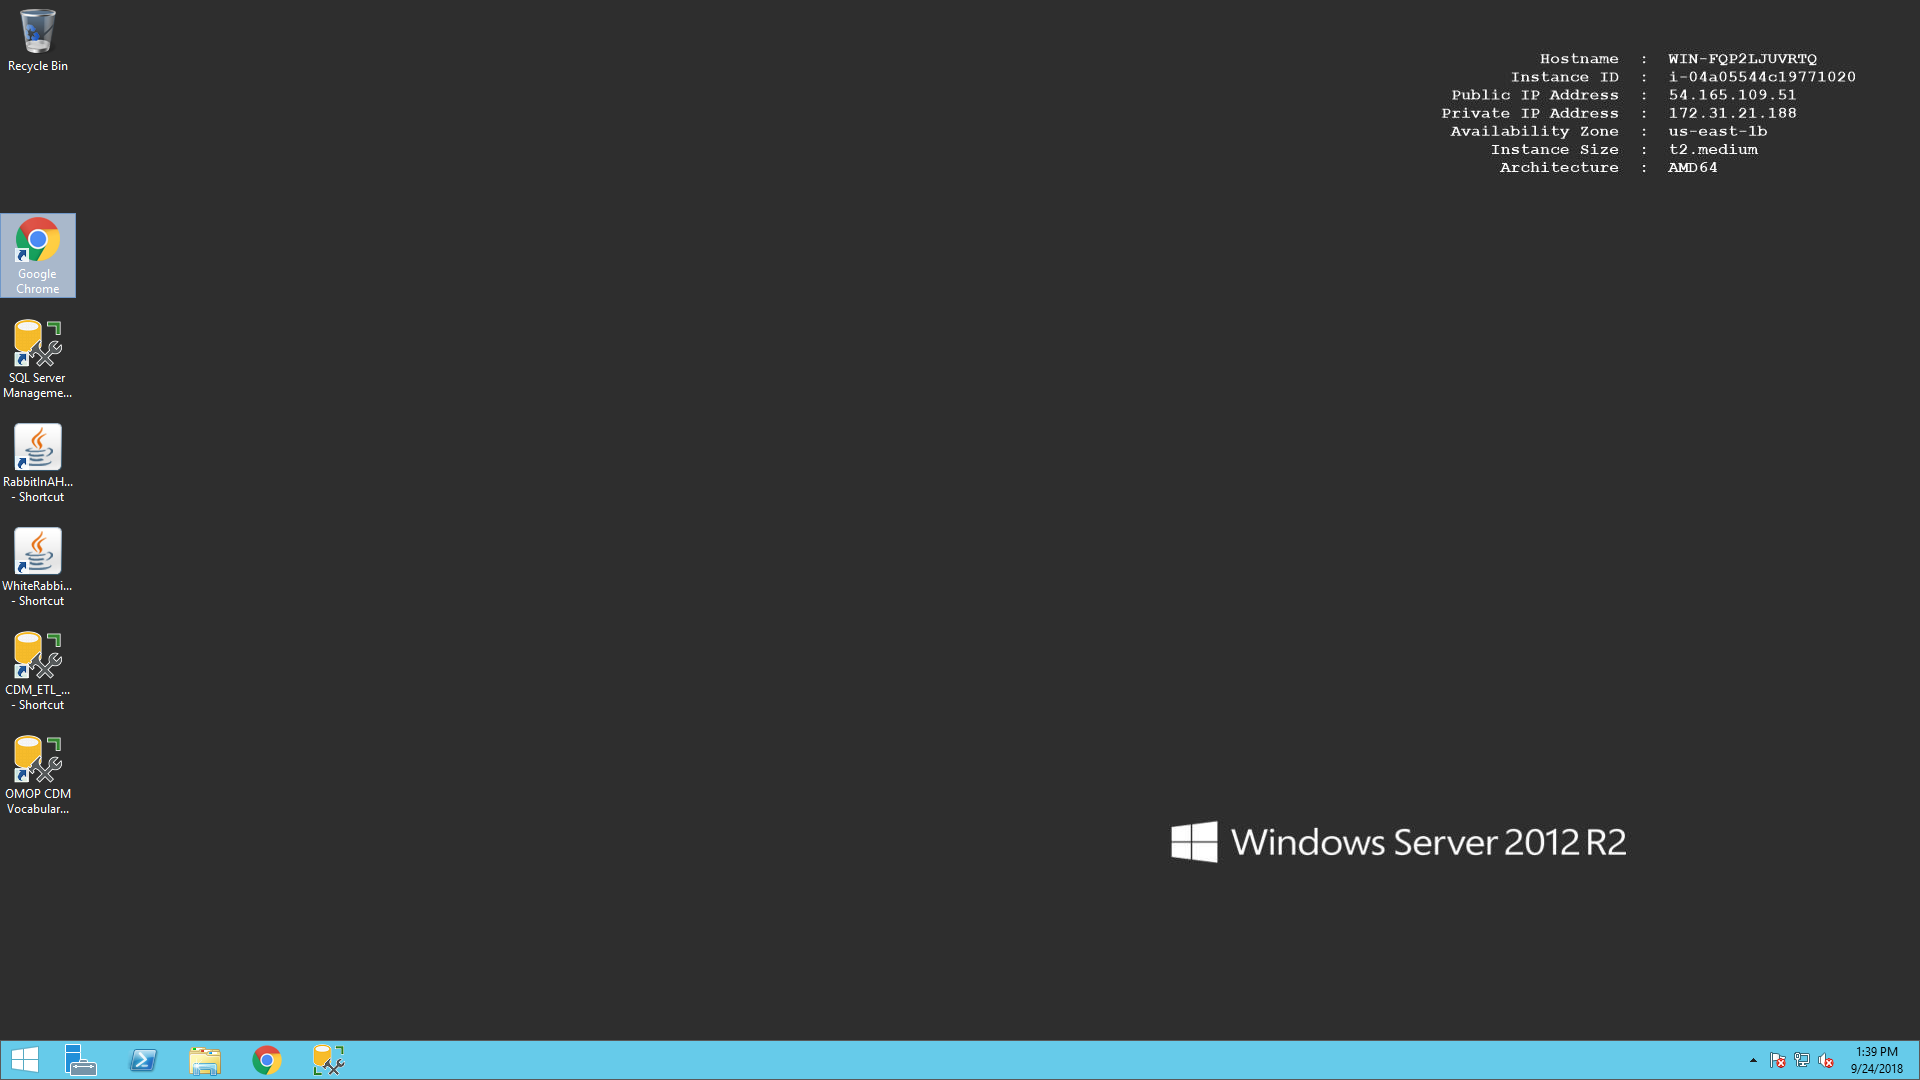 Recycle Bin
Hostname : WIN-FQP2LJUVRTQ
Instance ID : i-04a05544c19771020
Public IP Address : 54.165.109.51
Private IP Address : 172.31.21.188
Availability Zone : us-east-1b
Instance Size : t2.medium
Architecture : AMD64
Google
Chrome
SQL Server
Manageme...
RabbitInAH...
- Shortcut
WhiteRabbi...
- Shortcut
CDM_ETL_...
- Shortcut
OMOP CDM
Vocabular...
Windows Server 2012 R2
1:39 PM
9/24/2018